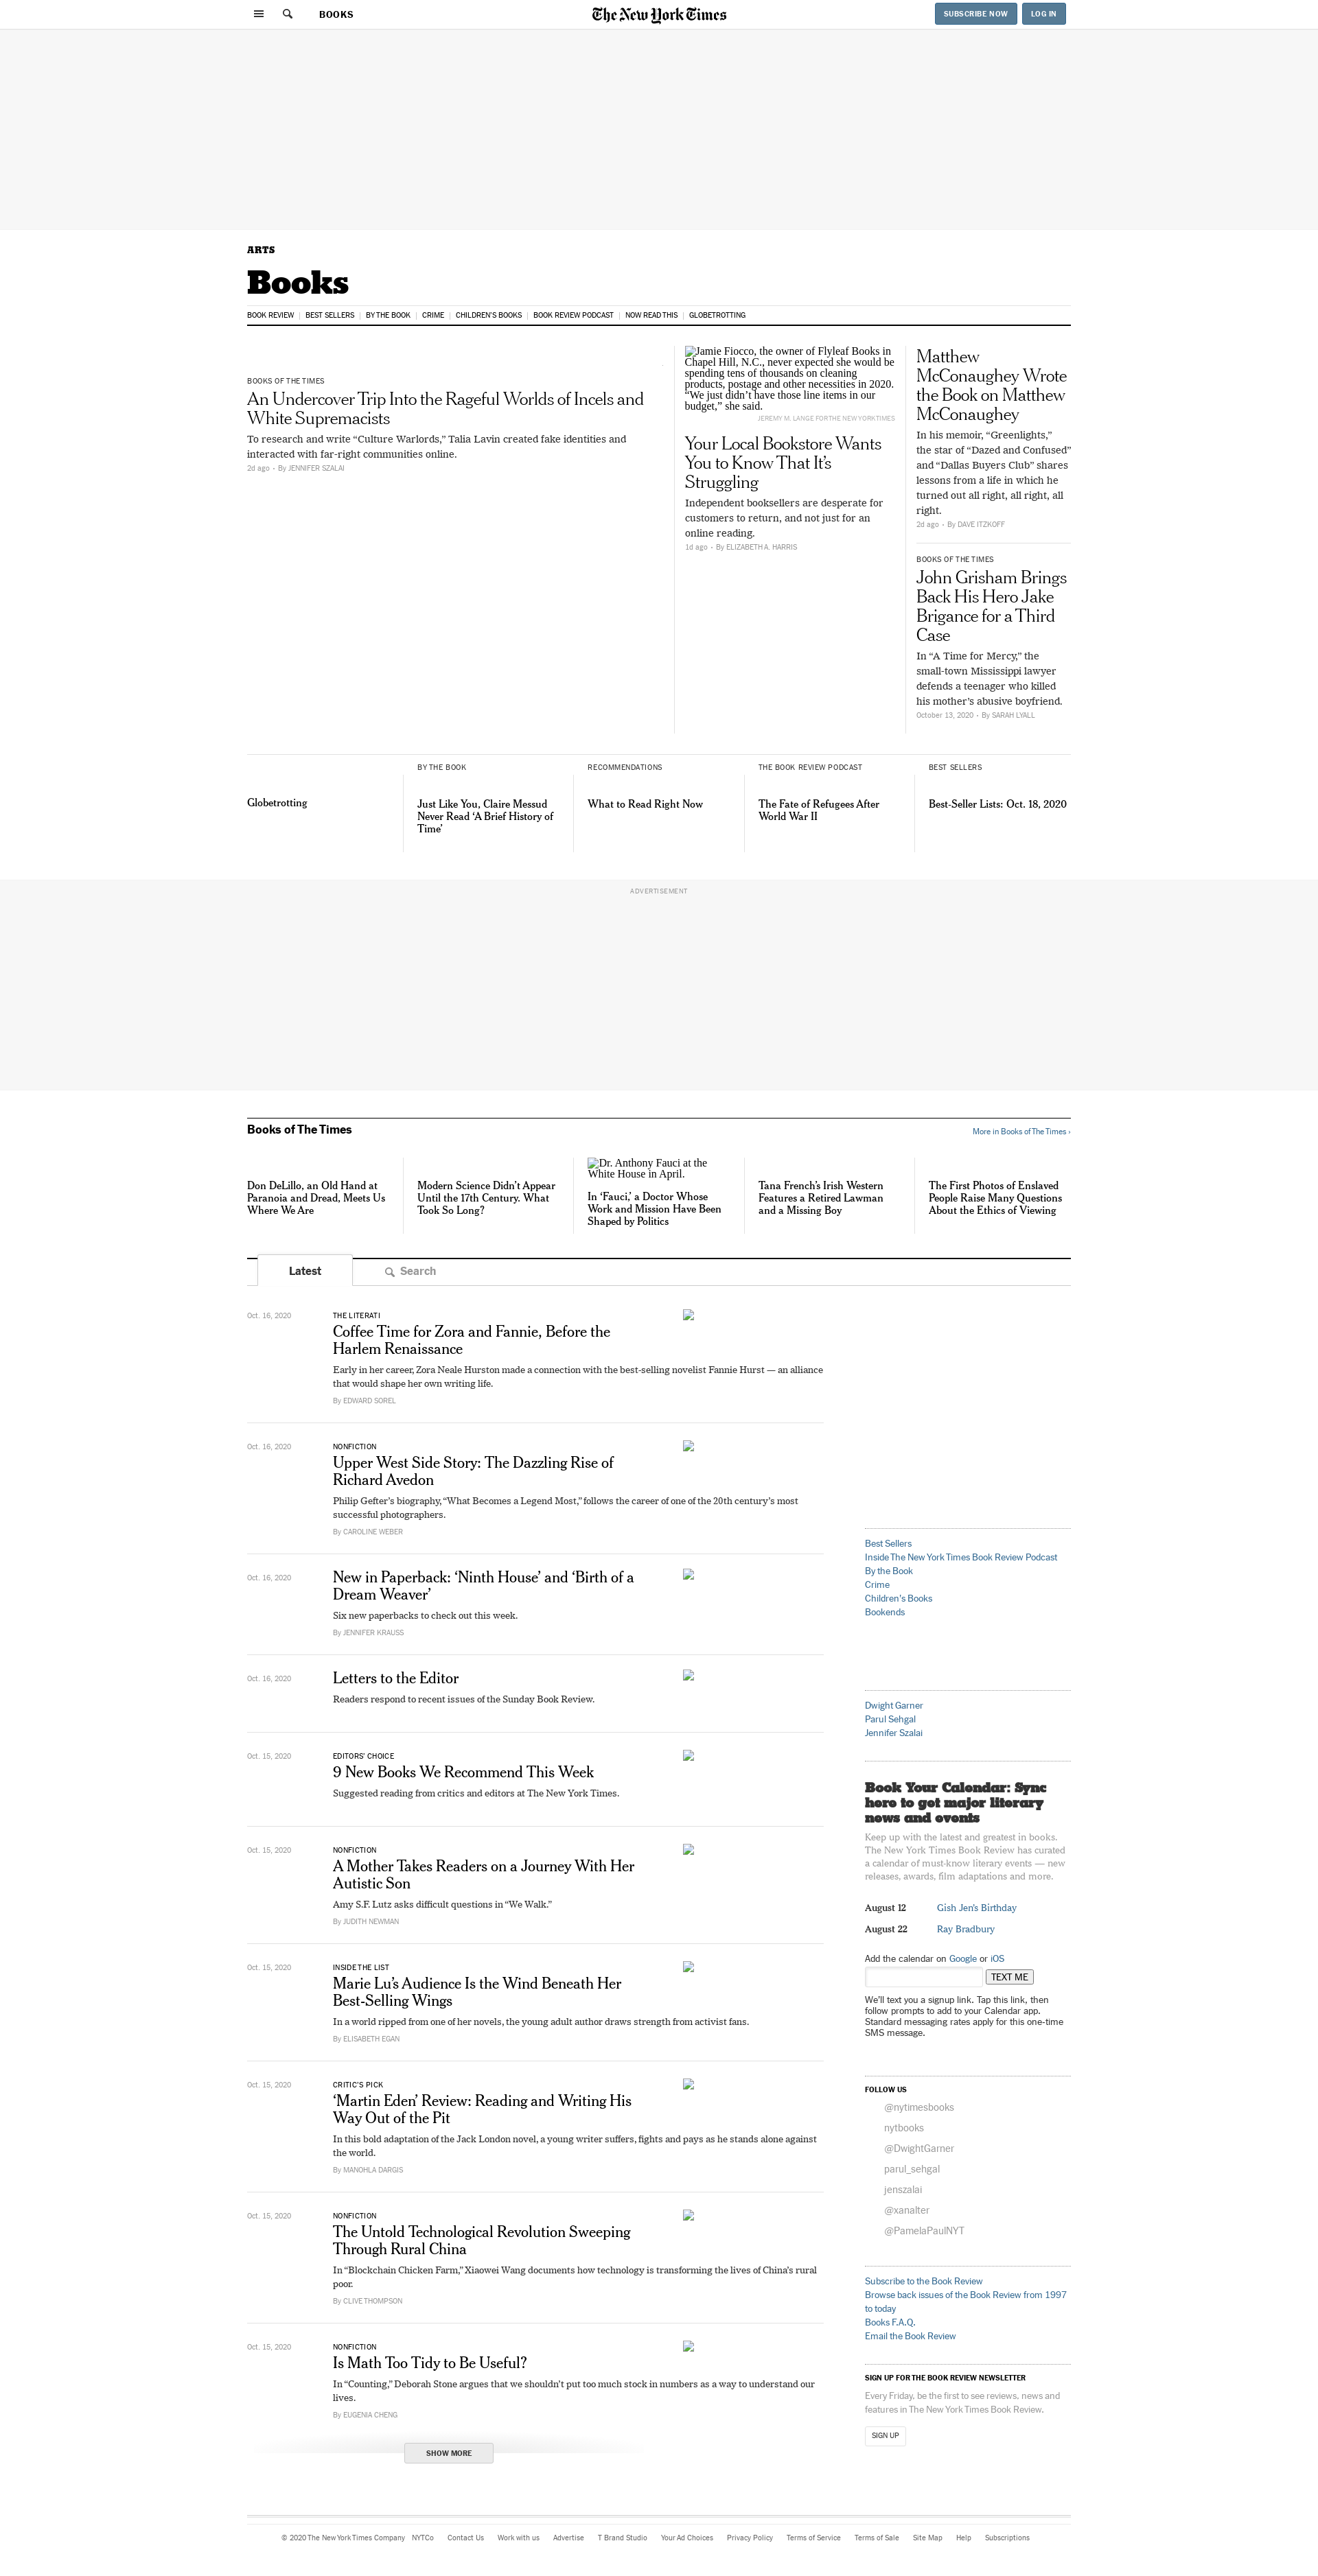 BOOKS
The New York Times
SUBSCRIBE NOW
LOG IN
ARTS
Books
BOOK REVIEW
BEST SELLERS
BY THE BOOK
CRIME
CHILDREN'S BOOKS
BOOK REVIEW PODCAST
NOW READ THIS
GLOBETROTTING
BOOKS OF THE TIMES
An Undercover Trip Into the Rageful Worlds of Incels and
White Supremacists
To research and write “Culture Warlords,” Talia Lavin created fake identities and
interacted with far-right communities online.
2d ago • By JENNIFER SZALAI
Jamie Fiocco, the owner of Flyleaf Books in
Chapel Hill, N.C., never expected she would be
spending tens of thousands on cleaning
products, postage and other necessities in 2020.
“We just didn’t have those line items in our
budget,” she said.
JEREMY M. LANGE FOR THE NEW YORK TIMES
Your Local Bookstore Wants
You to Know That It’s
Struggling
Independent booksellers are desperate for
customers to return, and not just for an
online reading.
1d ago • By ELIZABETH A. HARRIS
Matthew
McConaughey Wrote
the Book on Matthew
McConaughey
In his memoir, “Greenlights,”
the star of “Dazed and Confused”
and “Dallas Buyers Club” shares
lessons from a life in which he
turned out all right, all right, all
right.
2d ago • By DAVE ITZKOFF
BOOKS OF THE TIMES
John Grisham Brings
Back His Hero Jake
Brigance for a Third
Case
In “A Time for Mercy,” the
small-town Mississippi lawyer
defends a teenager who killed
his mother’s abusive boyfriend.
October 13, 2020 • By SARAH LYALL
Globetrotting
BY THE BOOK
Just Like You, Claire Messud
Never Read ‘A Brief History of
Time’
RECOMMENDATIONS
What to Read Right Now
THE BOOK REVIEW PODCAST
The Fate of Refugees After
World War II
BEST SELLERS
Best-Seller Lists: Oct. 18, 2020
ADVERTISEMENT
Books of The Times
More in Books of The Times ›
Don DeLillo, an Old Hand at
Paranoia and Dread, Meets Us
Where We Are
Modern Science Didn’t Appear
Until the 17th Century. What
Took So Long?
Dr. Anthony Fauci at the
White House in April.
In ‘Fauci,’ a Doctor Whose
Work and Mission Have Been
Shaped by Politics
Tana French’s Irish Western
Features a Retired Lawman
and a Missing Boy
The First Photos of Enslaved
People Raise Many Questions
About the Ethics of Viewing
Latest
Search
Oct. 16, 2020
THE LITERATI
Coffee Time for Zora and Fannie, Before the
Harlem Renaissance
Early in her career, Zora Neale Hurston made a connection with the best-selling novelist Fannie Hurst — an alliance
that would shape her own writing life.
By EDWARD SOREL
Oct. 16, 2020
NONFICTION
Upper West Side Story: The Dazzling Rise of
Richard Avedon
Philip Gefter’s biography, “What Becomes a Legend Most,” follows the career of one of the 20th century’s most
successful photographers.
By CAROLINE WEBER
Oct. 16, 2020
New in Paperback: ‘Ninth House’ and ‘Birth of a
Dream Weaver’
Six new paperbacks to check out this week.
By JENNIFER KRAUSS
Oct. 16, 2020
Letters to the Editor
Readers respond to recent issues of the Sunday Book Review.
Oct. 15, 2020
EDITORS’ CHOICE
9 New Books We Recommend This Week
Suggested reading from critics and editors at The New York Times.
Oct. 15, 2020
NONFICTION
A Mother Takes Readers on a Journey With Her
Autistic Son
Amy S.F. Lutz asks difficult questions in “We Walk.”
By JUDITH NEWMAN
Oct. 15, 2020
INSIDE THE LIST
Marie Lu’s Audience Is the Wind Beneath Her
Best-Selling Wings
In a world ripped from one of her novels, the young adult author draws strength from activist fans.
By ELISABETH EGAN
Oct. 15, 2020
CRITIC’S PICK
‘Martin Eden’ Review: Reading and Writing His
Way Out of the Pit
In this bold adaptation of the Jack London novel, a young writer suffers, fights and pays as he stands alone against
the world.
By MANOHLA DARGIS
Oct. 15, 2020
NONFICTION
The Untold Technological Revolution Sweeping
Through Rural China
In “Blockchain Chicken Farm,” Xiaowei Wang documents how technology is transforming the lives of China’s rural
poor.
By CLIVE THOMPSON
Oct. 15, 2020
NONFICTION
Is Math Too Tidy to Be Useful?
In “Counting,” Deborah Stone argues that we shouldn’t put too much stock in numbers as a way to understand our
lives.
By EUGENIA CHENG
SHOW MORE
Best Sellers
Inside The New York Times Book Review Podcast
By the Book
Crime
Children's Books
Bookends
Dwight Garner
Parul Sehgal
Jennifer Szalai
Book Your Calendar: Sync
here to get major literary
news and events
Keep up with the latest and greatest in books.
The New York Times Book Review has curated
a calendar of must-know literary events — new
releases, awards, film adaptations and more.
August 12 Gish Jen's Birthday
August 22 Ray Bradbury
Add the calendar on Google or iOS
TEXT ME
We’ll text you a signup link. Tap this link, then
follow prompts to add to your Calendar app.
Standard messaging rates apply for this one-time
SMS message.
FOLLOW US
@nytimesbooks
nytbooks
@DwightGarner
parul_sehgal
jenszalai
@xanalter
@PamelaPaulNYT
Subscribe to the Book Review
Browse back issues of the Book Review from 1997
to today
Books F.A.Q.
Email the Book Review
SIGN UP FOR THE BOOK REVIEW NEWSLETTER
Every Friday, be the first to see reviews, news and
features in The New York Times Book Review.
SIGN UP
© 2020 The New York Times Company NYTCo Contact Us Work with us Advertise T Brand Studio Your Ad Choices Privacy Policy Terms of Service Terms of Sale Site Map Help Subscriptions